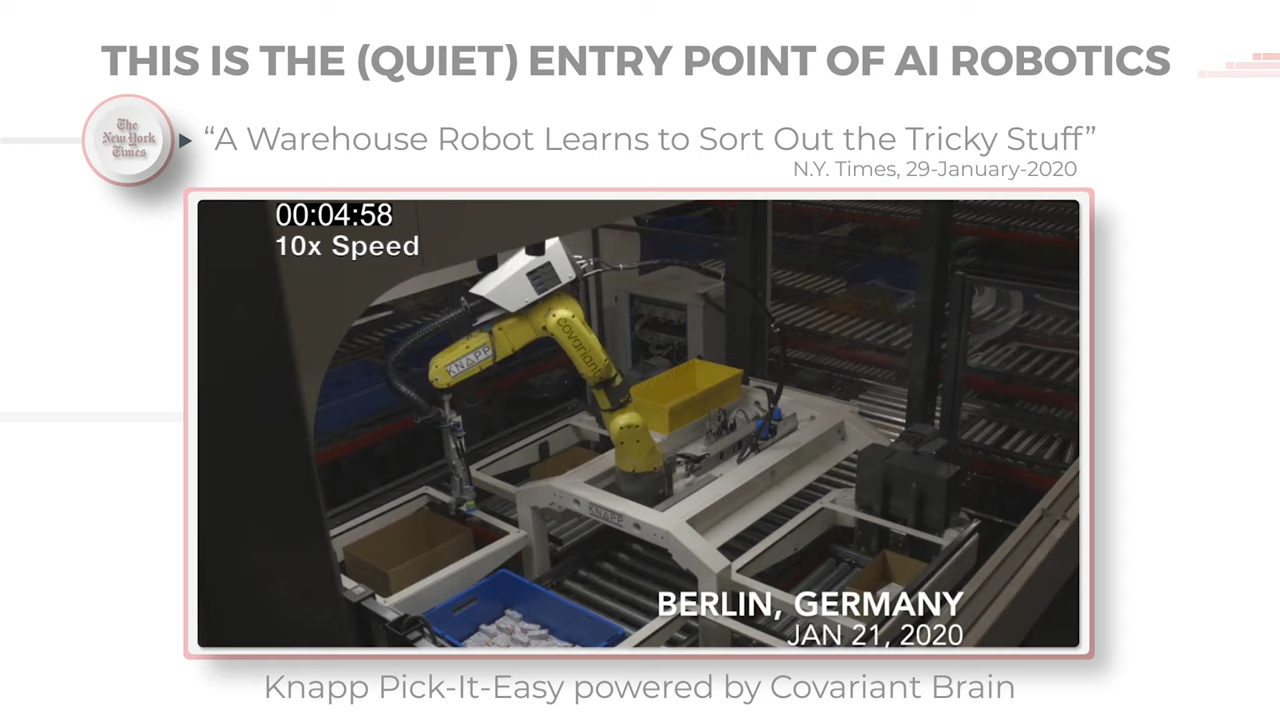 THIS IS THE (QUIET) ENTRY POINT OF AI ROBOTICS
The
New York
Times
“A Warehouse Robot Learns to Sort Out the Tricky Stuff”
N.Y. Times, 29-January-2020
00:04:58
10x Speed
covariant
KNAPP
KNAPP
BERLIN, GERMANY
JAN 21, 2020
Knapp Pick-It-Easy powered by Covariant Brain